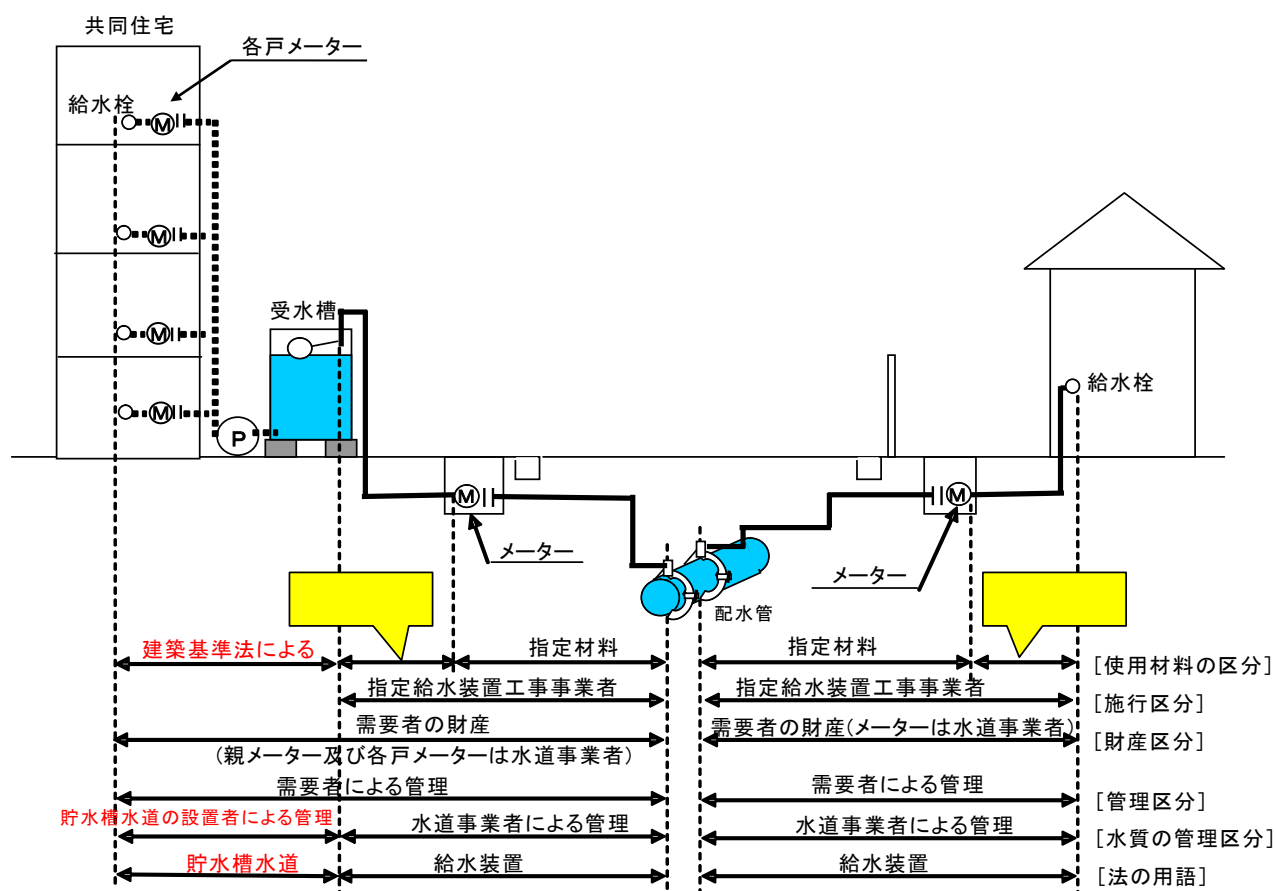 共同住宅
各戸メーター
給水栓
M
M
M
M
受水槽
P
給水栓
M
M
メーター
メーター
配水管
建築基準法による
指定材料
指定材料
[使用材料の区分]
指定給水装置工事事業者
指定給水装置工事事業者
[施行区分]
需要者の財産
(親メーター及び各戸メーターは水道事業者)
需要者の財産(メーターは水道事業者)
[財産区分]
需要者による管理
需要者による管理
[管理区分]
貯水槽水道の設置者による管理
水道事業者による管理
水道事業者による管理
[水質の管理区分]
貯水槽水道
給水装置
給水装置
[法の用語]